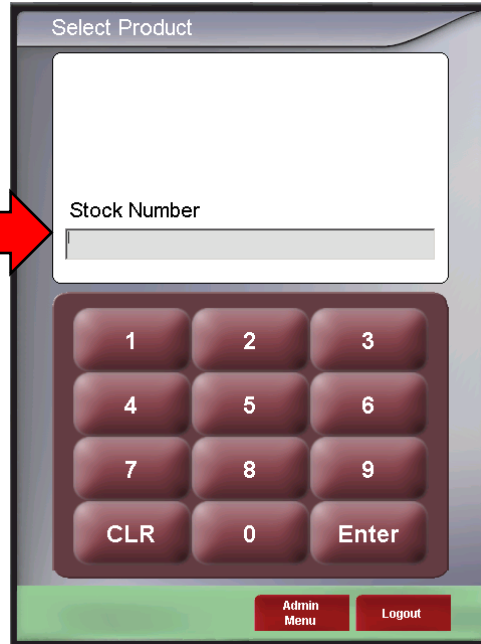 Select Product
Stock Number
1 2 3
4 5 6
7 8 9
CLR 0 Enter
Admin Menu Logout